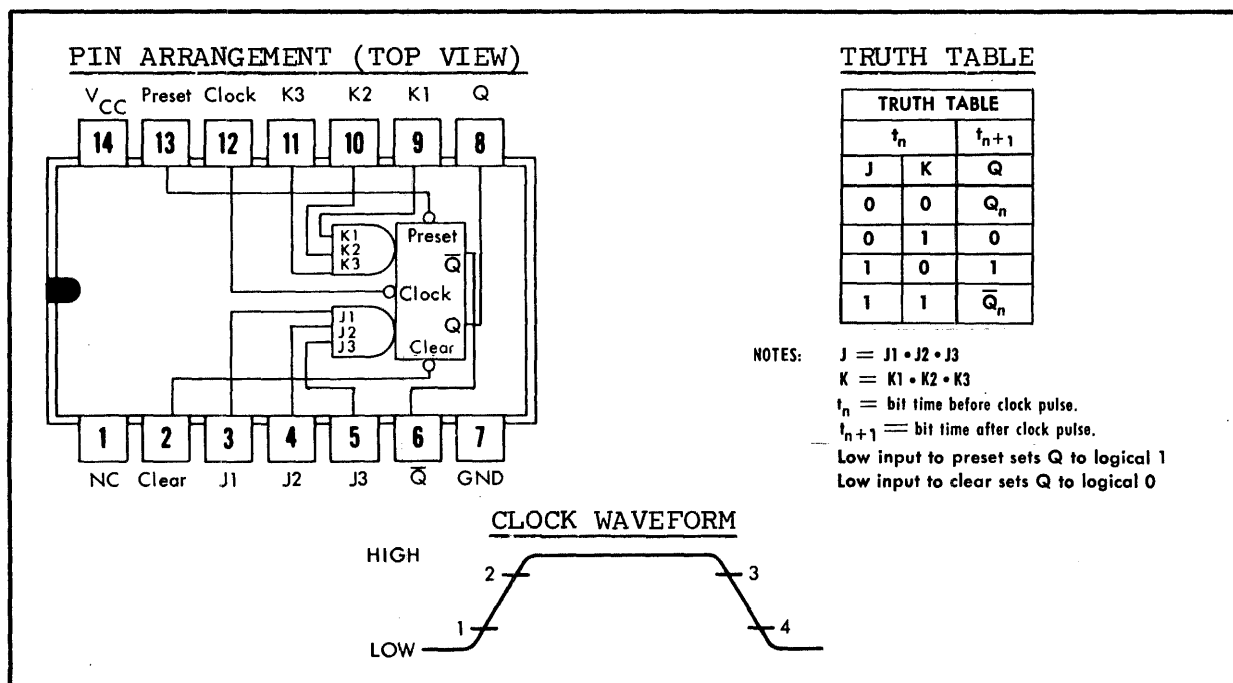 PIN ARRANGEMENT (TOP VIEW)
VCC Preset Clock K3 K2 K1 Q
14 13 12 11 10 9 8
K1
K2
K3
Preset
Q̅
Clock
J1
J2
J3
Q
Clear
1 2 3 4 5 6 7
NC Clear J1 J2 J3 Q̅ GND
TRUTH TABLE
TRUTH TABLE
tn tn+1
J K Q
0 0 Qn
0 1 0
1 0 1
1 1 Q̅n
NOTES: J = J1 • J2 • J3
K = K1 • K2 • K3
tn = bit time before clock pulse.
tn+1 = bit time after clock pulse.
Low input to preset sets Q to logical 1
Low input to clear sets Q to logical 0
CLOCK WAVEFORM
HIGH
2 3
1 4
LOW